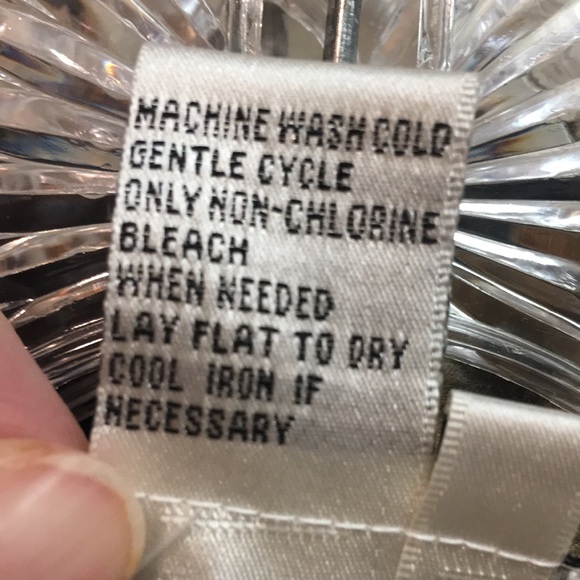 MACHINE WASH COLD
GENTLE CYCLE
ONLY NON-CHLORINE
BLEACH
WHEN NEEDED
LAY FLAT TO DRY
COOL IRON IF
NECESSARY